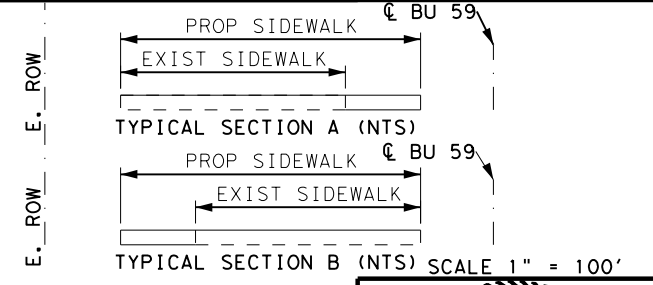 ℄ BU 59
PROP SIDEWALK
EXIST SIDEWALK
E. ROW
TYPICAL SECTION A (NTS)
℄ BU 59
PROP SIDEWALK
EXIST SIDEWALK
E. ROW
TYPICAL SECTION B (NTS)
SCALE 1" = 100'